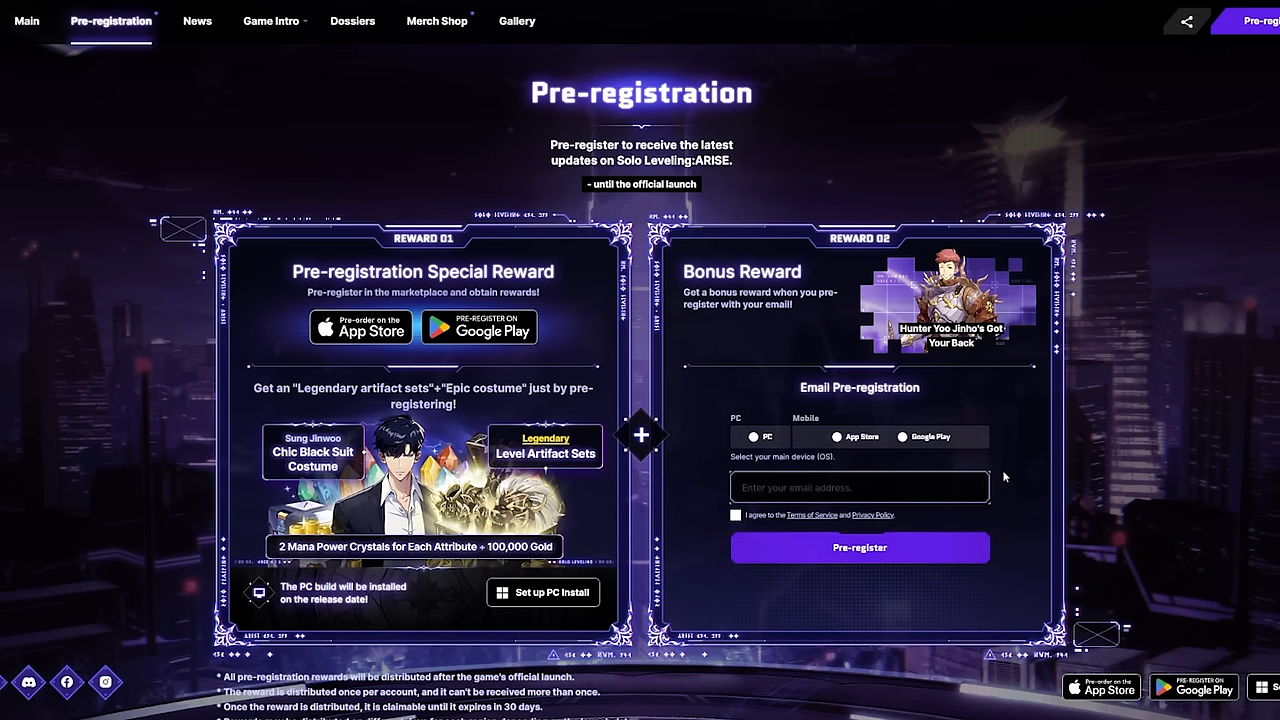 Main Pre-registration News Game Intro Dossiers Merch Shop Gallery
Pre-registration
Pre-register to receive the latest
updates on Solo Leveling:ARISE.
- until the official launch
REWARD 01
Pre-registration Special Reward
Pre-register in the marketplace and obtain rewards!
Pre-order on the
App Store
PRE-REGISTER ON
Google Play
Get an "Legendary artifact sets"+"Epic costume" just by pre-
registering!
Sung Jinwoo
Chic Black Suit
Costume
Legendary
Level Artifact Sets
2 Mana Power Crystals for Each Attribute + 100,000 Gold
The PC build will be installed
on the release date!
Set up PC Install
REWARD 02
Bonus Reward
Get a bonus reward when you pre-
register with your email!
Hunter Yoo Jinho's Got
Your Back
Email Pre-registration
PC Mobile
PC App Store Google Play
Select your main device (OS).
Enter your email address.
I agree to the Terms of Service and Privacy Policy.
Pre-register
* All pre-registration rewards will be distributed after the game's official launch.
* The reward is distributed once per account, and it can't be received more than once.
* Once the reward is distributed, it is claimable until it expires in 30 days.
Pre-order on the
App Store
PRE-REGISTER ON
Google Play